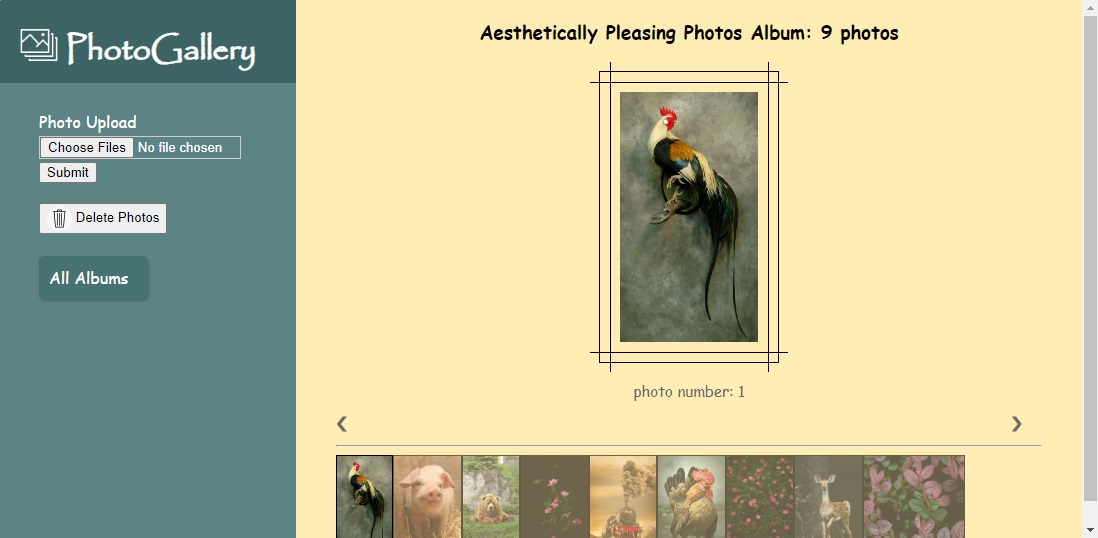 PhotoGallery
Aesthetically Pleasing Photos Album: 9 photos
Photo Upload
Choose Files No file chosen
Submit
Delete Photos
All Albums
photo number: 1
❮ ❯